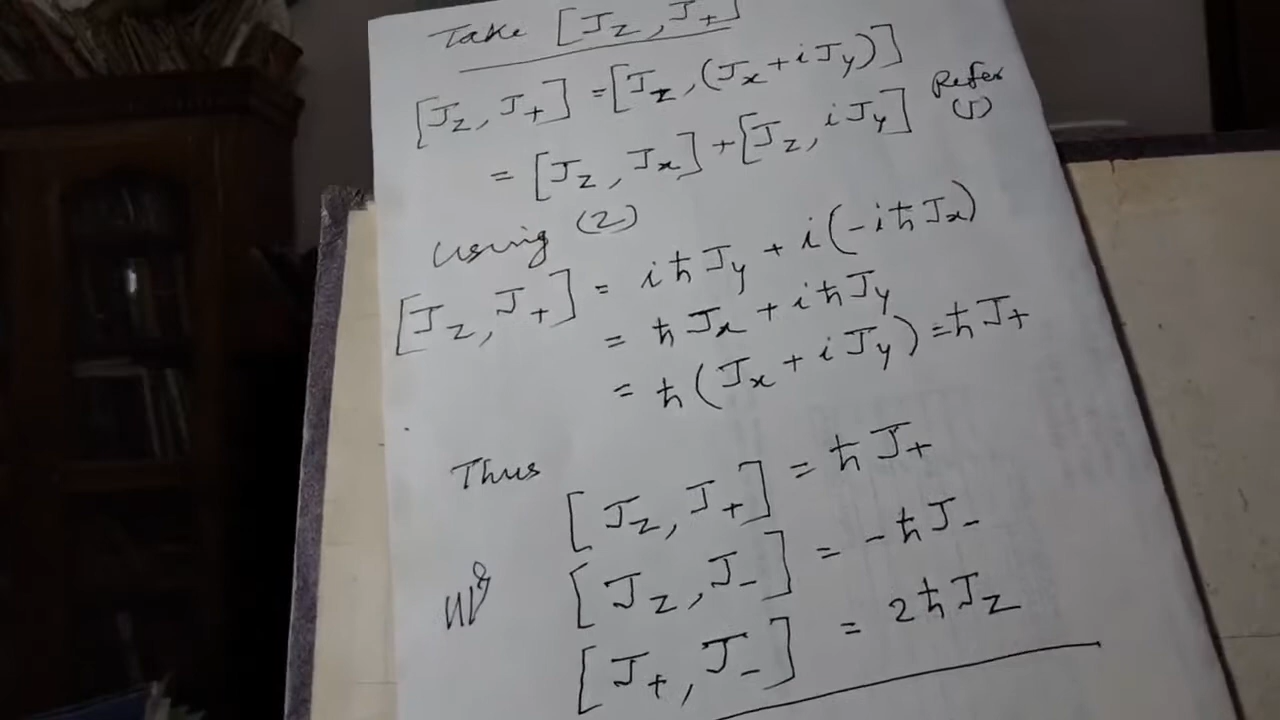 Take [Jz, J+]
[Jz, J+] = [Jz, (Jx + iJy)]
= [Jz, Jx] + [Jz, iJy] Refer (1)
Using (2)
[Jz, J+] = iħJy + i(-iħJx)
= ħJx + iħJy
= ħ(Jx + iJy) = ħJ+
Thus
[Jz, J+] = ħJ+
[Jz, J-] = -ħJ-
[J+, J-] = 2ħJz